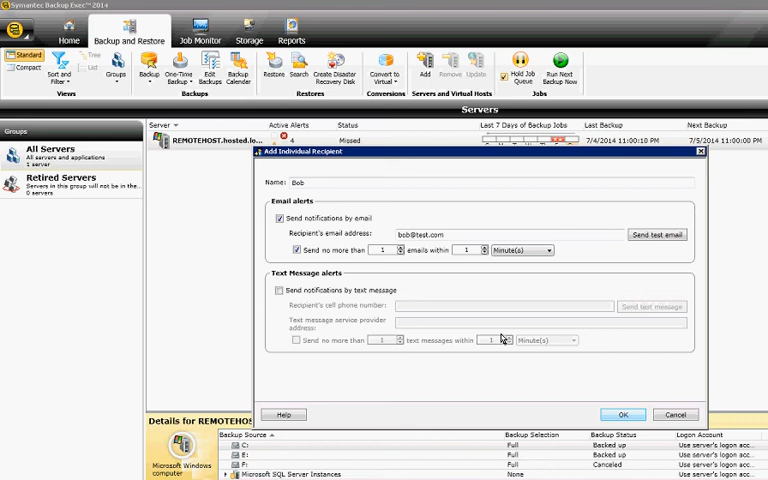 Symantec Backup Exec™ 2014
Home
Backup and Restore
Job Monitor
Storage
Reports
Standard
Compact
Sort and Filter
Tree
List
Groups
Views
Backup
One-Time Backup
Edit Backups
Backup Calendar
Backups
Restore
Search
Create Disaster Recovery Disk
Restores
Convert to Virtual
Conversions
Add
Remove
Update
Servers and Virtual Hosts
Hold Job Queue
Run Next Backup Now
Jobs
Servers
Groups
All Servers
All servers and applications
1 server
Retired Servers
Servers in this group will not be in the...
0 servers
Server
Active Alerts
Status
Last 7 Days of Backup Jobs
Last Backup
Next Backup
REMOTEHOST.hosted.lo...
4
Missed
7/4/2014 11:00:10 PM
7/5/2014 11:00:00 PM
Add Individual Recipient
Name: Bob
Email alerts
Send notifications by email
Recipient's email address: bob@test.com
Send test email
Send no more than 1 emails within 1 Minute(s)
Text Message alerts
Send notifications by text message
Recipient's cell phone number:
Send test message
Text message service provider address:
Send no more than 1 text messages within 1 Minute(s)
Help
OK
Cancel
Details for REMOTEHOS
Microsoft Windows computer
Backup Source
Backup Selection
Backup Status
Logon Account
C: Full Backed up Use server's logon acc...
E: Full Backed up Use server's logon acc...
F: Full Canceled Use server's logon acc...
Microsoft SQL Server Instances None Use server's logon acc...